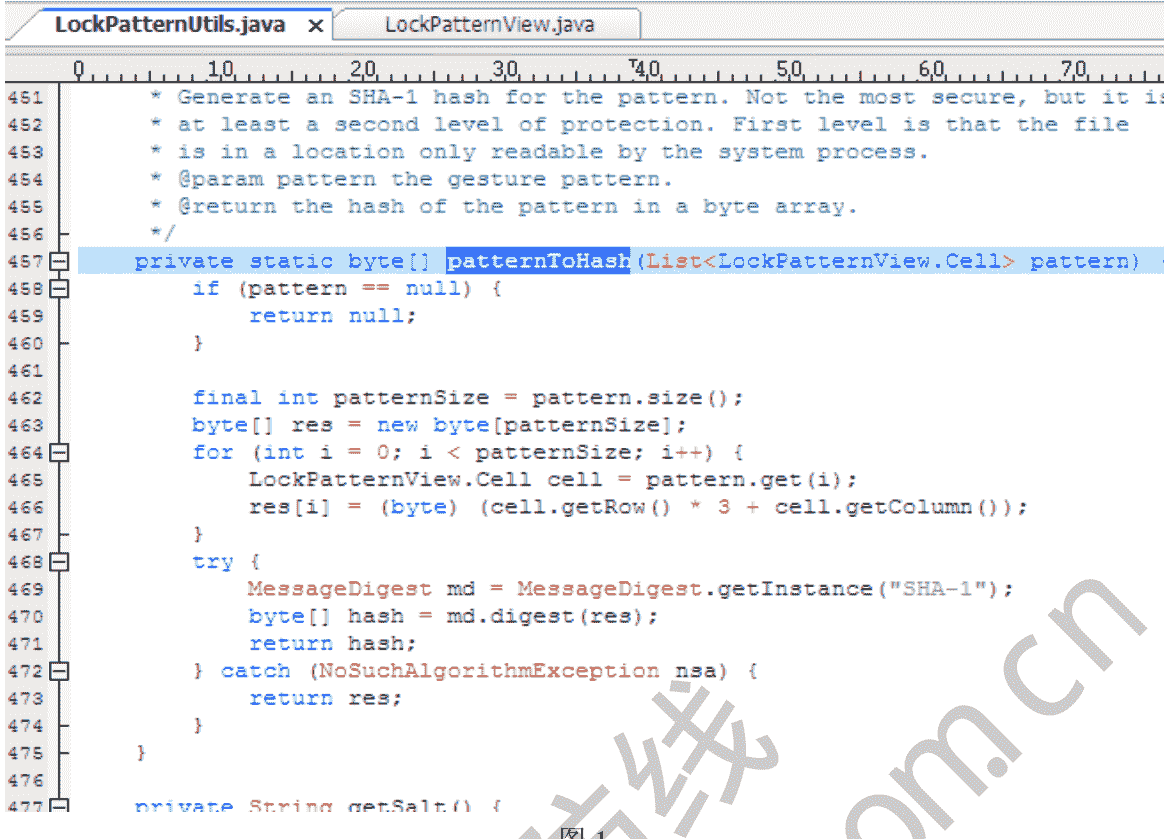 LockPatternUtils.java x LockPatternView.java
0 10 20 30 40 50 60 70
451 * Generate an SHA-1 hash for the pattern. Not the most secure, but it is
452 * at least a second level of protection. First level is that the file
453 * is in a location only readable by the system process.
454 * @param pattern the gesture pattern.
455 * @return the hash of the pattern in a byte array.
456 */
457 private static byte[] patternToHash(List<LockPatternView.Cell> pattern) {
458 if (pattern == null) {
459 return null;
460 }
461
462 final int patternSize = pattern.size();
463 byte[] res = new byte[patternSize];
464 for (int i = 0; i < patternSize; i++) {
465 LockPatternView.Cell cell = pattern.get(i);
466 res[i] = (byte) (cell.getRow() * 3 + cell.getColumn());
467 }
468 try {
469 MessageDigest md = MessageDigest.getInstance("SHA-1");
470 byte[] hash = md.digest(res);
471 return hash;
472 } catch (NoSuchAlgorithmException nsa) {
473 return res;
474 }
475 }
476
477 private String getSalt() {
图 1
线
om.cn